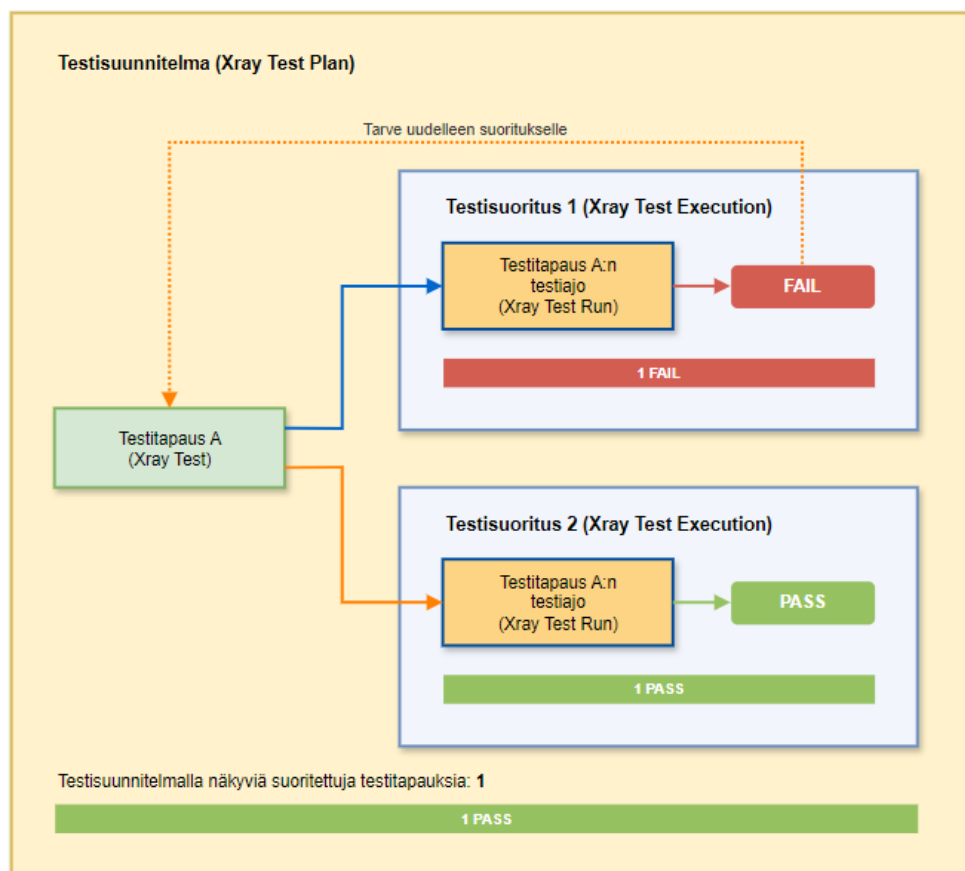 Testisuunnitelma (Xray Test Plan)
Tarve uudelleen suoritukselle
Testisuoritus 1 (Xray Test Execution)
Testitapaus A:n
testiajo
(Xray Test Run)
FAIL
1 FAIL
Testitapaus A
(Xray Test)
Testisuoritus 2 (Xray Test Execution)
Testitapaus A:n
testiajo
(Xray Test Run)
PASS
1 PASS
Testisuunnitelmalla näkyviä suoritettuja testitapauksia: 1
1 PASS